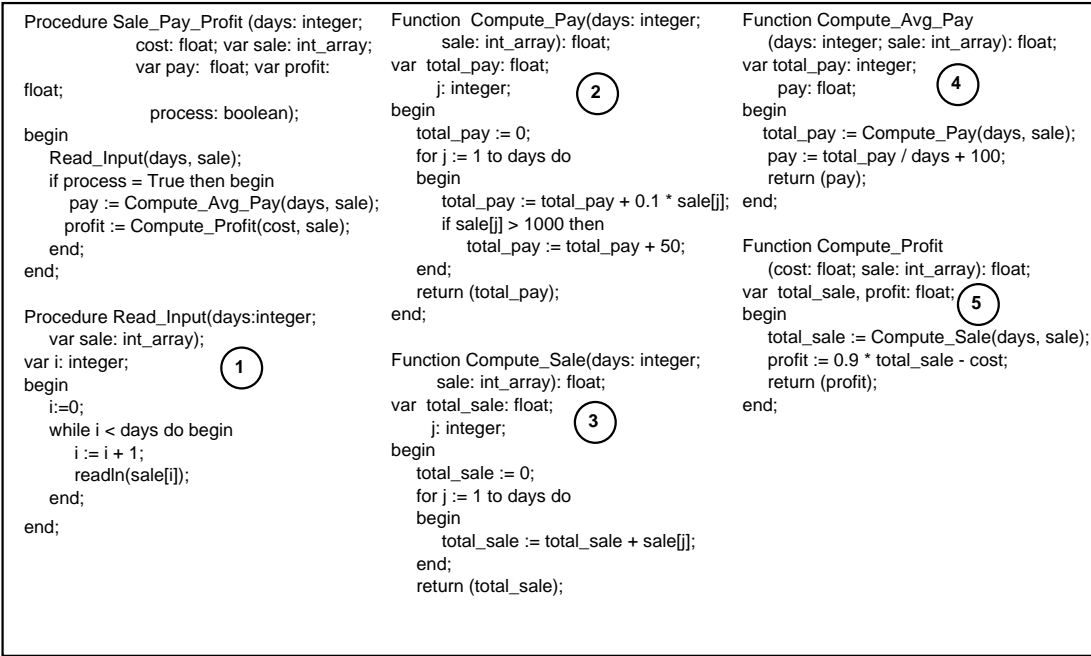 Procedure Sale_Pay_Profit (days: integer;
cost: float; var sale: int_array;
var pay: float; var profit:
float;
process: boolean);
begin
Read_Input(days, sale);
if process = True then begin
pay := Compute_Avg_Pay(days, sale);
profit := Compute_Profit(cost, sale);
end;
end;
Procedure Read_Input(days:integer;
var sale: int_array);
var i: integer;
1
begin
i:=0;
while i < days do begin
i := i + 1;
readln(sale[i]);
end;
end;
Function Compute_Pay(days: integer;
sale: int_array): float;
var total_pay: float;
j: integer;
2
begin
total_pay := 0;
for j := 1 to days do
begin
total_pay := total_pay + 0.1 * sale[j];
if sale[j] > 1000 then
total_pay := total_pay + 50;
end;
return (total_pay);
end;
Function Compute_Sale(days: integer;
sale: int_array): float;
var total_sale: float;
j: integer;
3
begin
total_sale := 0;
for j := 1 to days do
begin
total_sale := total_sale + sale[j];
end;
return (total_sale);
Function Compute_Avg_Pay
(days: integer; sale: int_array): float;
var total_pay: integer;
pay: float;
4
begin
total_pay := Compute_Pay(days, sale);
pay := total_pay / days + 100;
return (pay);
end;
Function Compute_Profit
(cost: float; sale: int_array): float;
var total_sale, profit: float;
5
begin
total_sale := Compute_Sale(days, sale);
profit := 0.9 * total_sale - cost;
return (profit);
end;